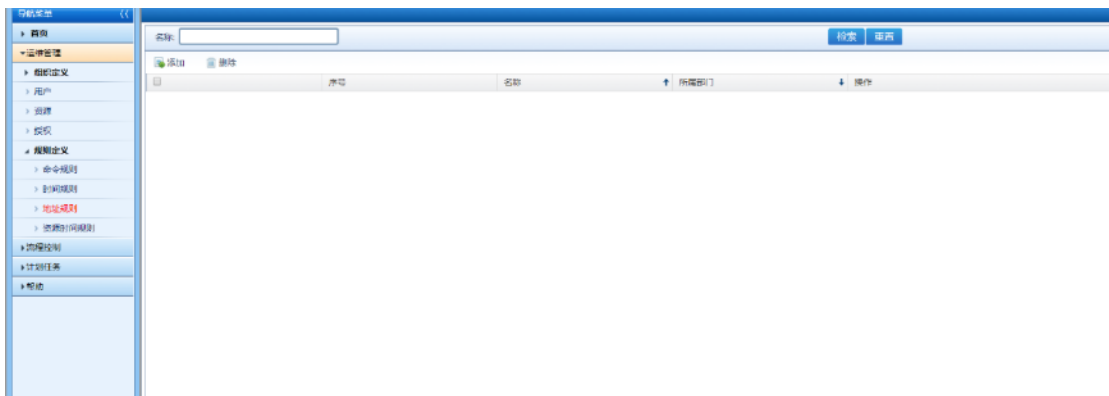 导航菜单
首页
运维管理
组织定义
用户
资源
授权
规则定义
命令规则
时间规则
地址规则
资源时间规则
流程控制
计划任务
帮助
名称:
检索 重置
添加 删除
序号 名称 所属部门 操作